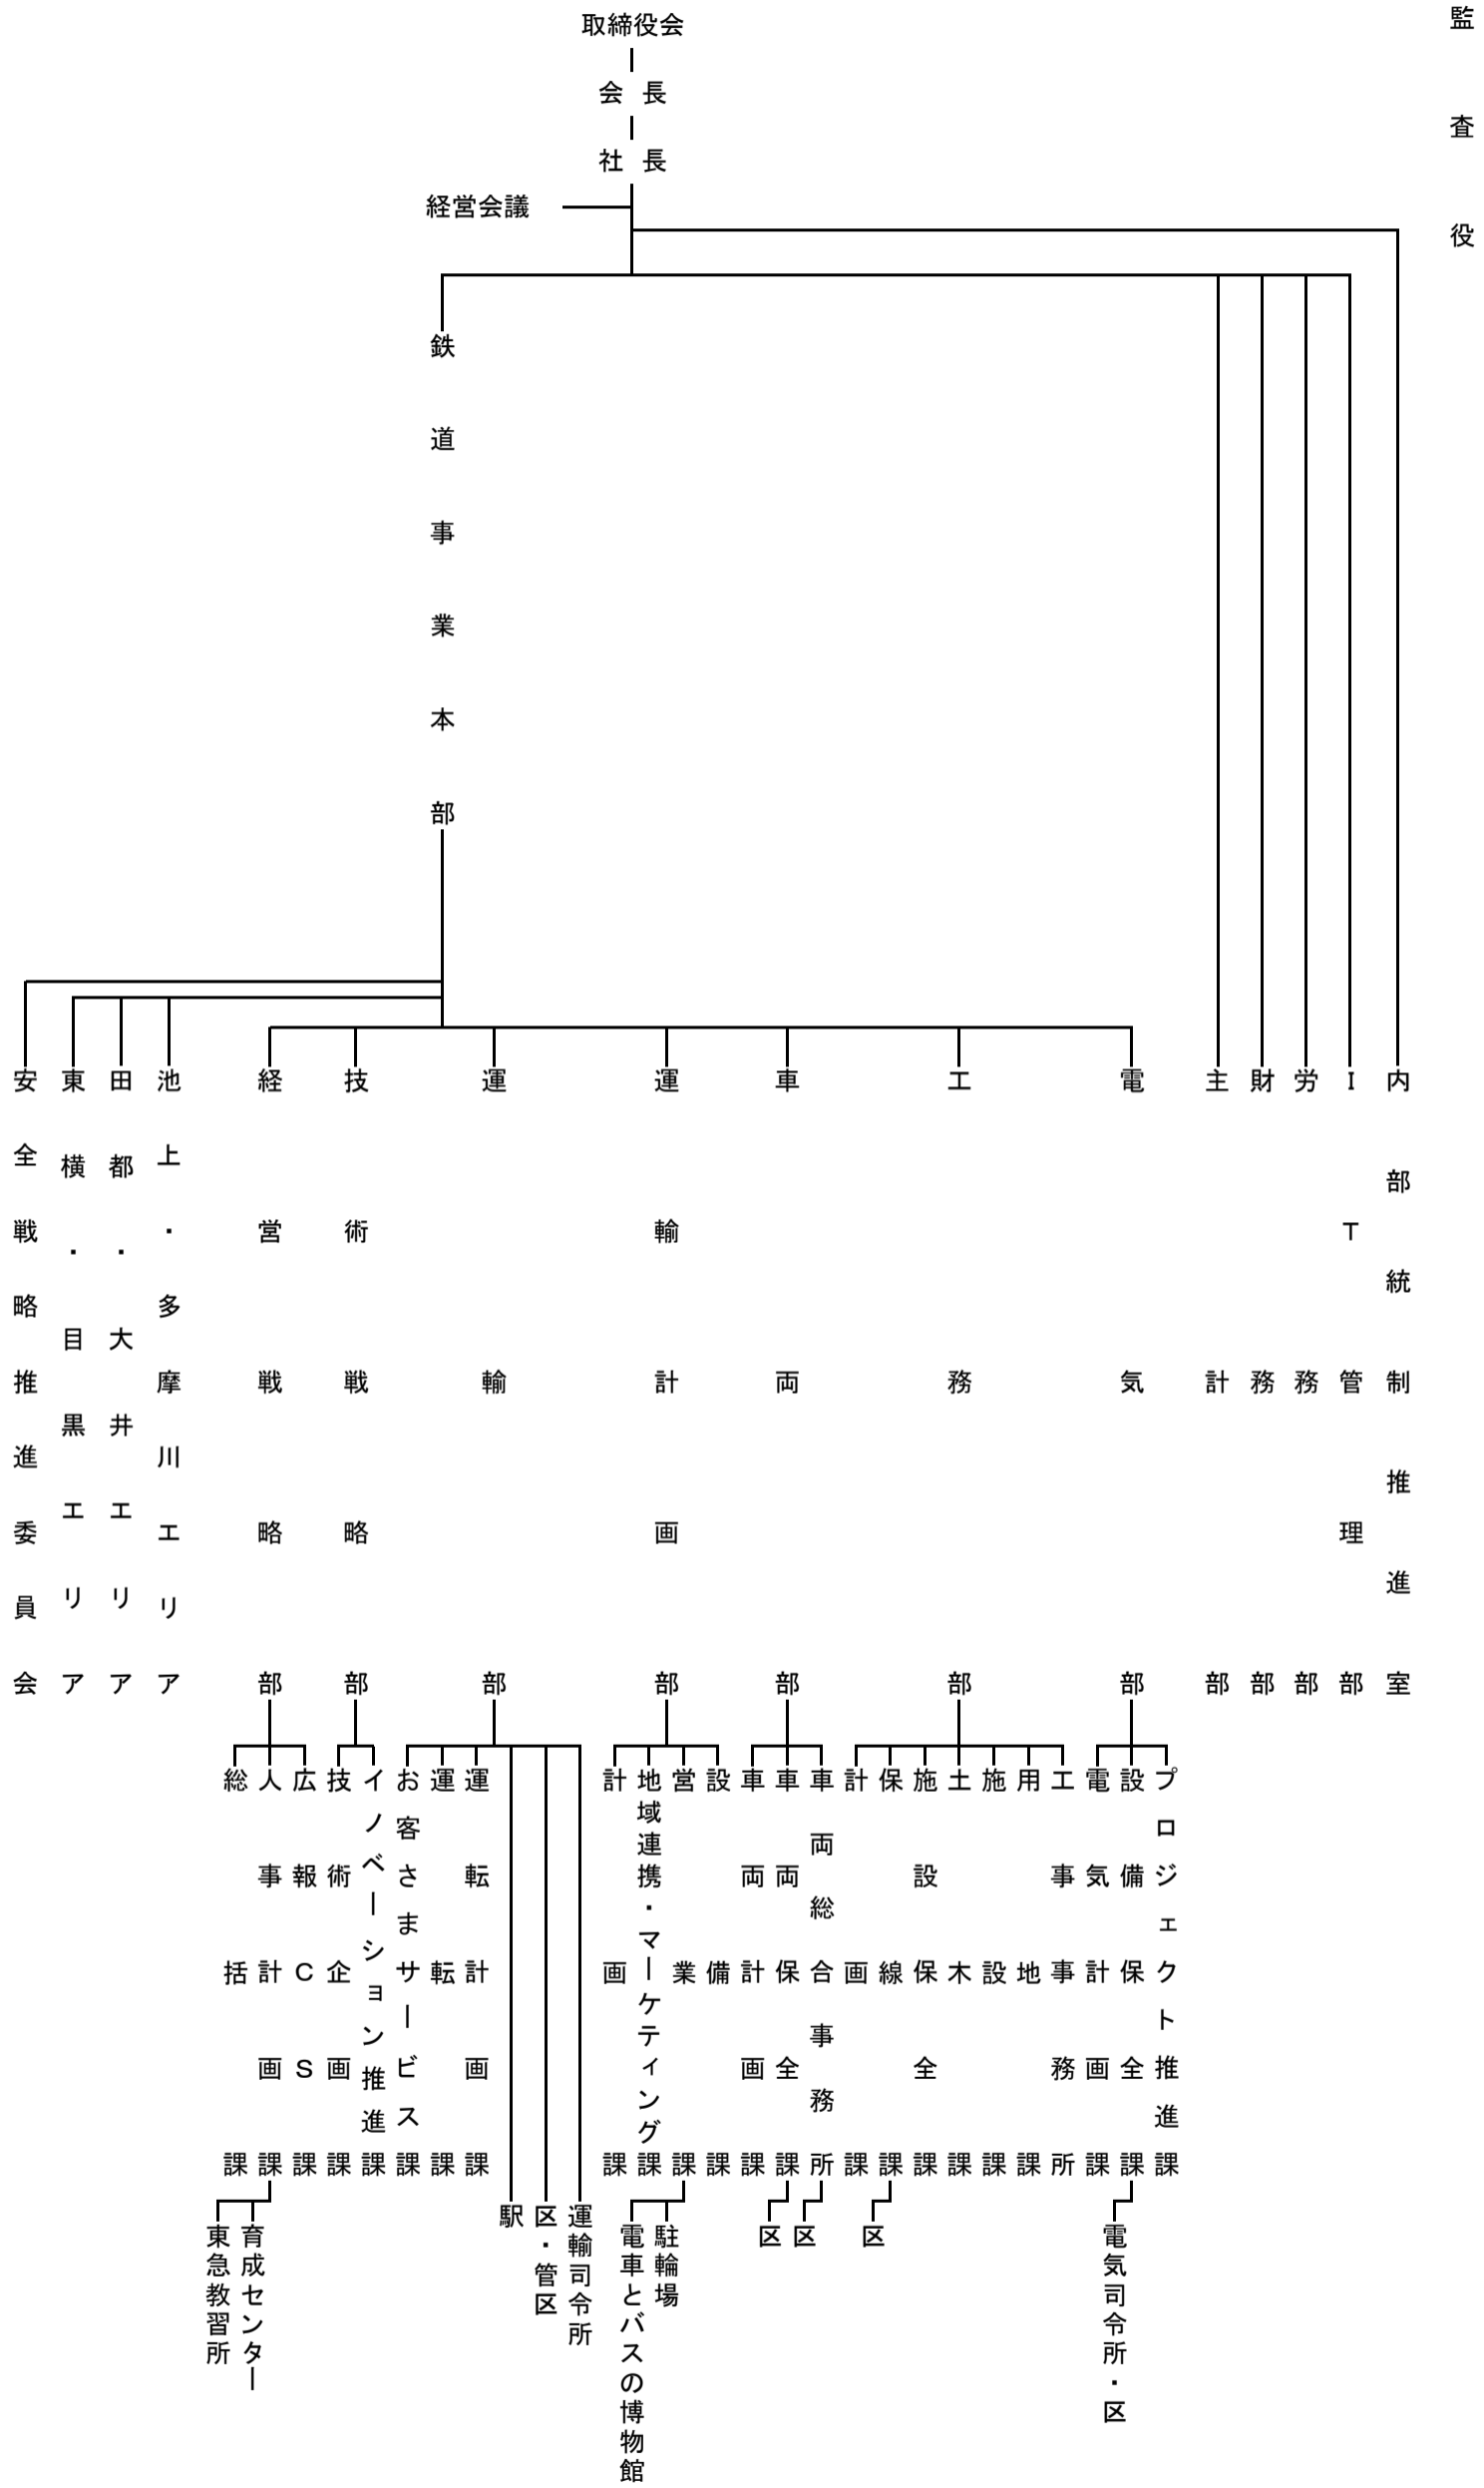 取締役会
会長
社長
経営会議
監査役
鉄道事業本部
安全戦略推進委員会
東横・目黒エリア
田都・大井エリア
池上・多摩川エリア
経営戦略部
技術戦略部
運輸部
運輸計画部
車両部
工務部
電気部
主計部
財務部
労務部
IT管理部
内部統制推進室
総括課
人事計画課
広報CS課
技術企画課
イノベーション推進課
お客さまサービス課
運転課
運転計画課
計画課
地域連携・マーケティング課
営業課
設備課
車両計画課
車両保全課
車両総合事務所
計画課
保線課
施設保全課
土木課
施設課
用地課
工事事務所
電気計画課
設備保全課
プロジェクト推進課
東急教習所
育成センター
駅
区・管区
運輸司令所
電車とバスの博物館
駐輪場
区
区
区
電気司令所・区